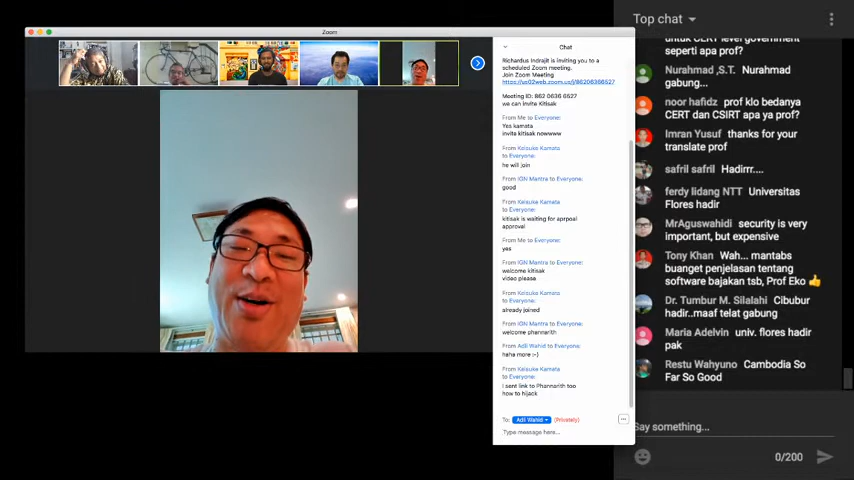 Zoom
Chat
Richardus Indrajit is inviting you to a
scheduled Zoom meeting.
Join Zoom Meeting
https://us02web.zoom.us/j/86206366527
Meeting ID: 862 0636 6527
we can invite Kitisak
From Me to Everyone:
Yes kamata
invite kitisak nowwww
From Keisuke Kamata
to Everyone:
he will join
From IGN Mantra to Everyone:
good
From Keisuke Kamata
to Everyone:
kitisak is waiting for aprpoal
approval
From Me to Everyone:
yes
From IGN Mantra to Everyone:
welcome kitisak
video please
From Keisuke Kamata
to Everyone:
already joined
From IGN Mantra to Everyone:
welcome phannarith
From Adli Wahid to Everyone:
haha more :-)
From Keisuke Kamata
to Everyone:
I sent link to Phannarith too
how to hijack
To: Adli Wahid (Privately)
Type message here...
Top chat
untuk CERT level government
seperti apa prof?
Nurahmad ,S.T. Nurahmad
gabung...
noor hafidz prof klo bedanya
CERT dan CSIRT apa ya prof?
Imran Yusuf thanks for your
translate prof
safril safril Hadirrr....
ferdy lidang NTT Universitas
Flores hadir
MrAguswahidi security is very
important, but expensive
Tony Khan Wah... mantabs
buanget penjelasan tentang
software bajakan tsb, Prof Eko 👍
Dr. Tumbur M. Silalahi Cibubur
hadir..maaf telat gabung
Maria Adelvin univ. flores hadir
pak
Restu Wahyuno Cambodia So
Far So Good
Say something...
0/200